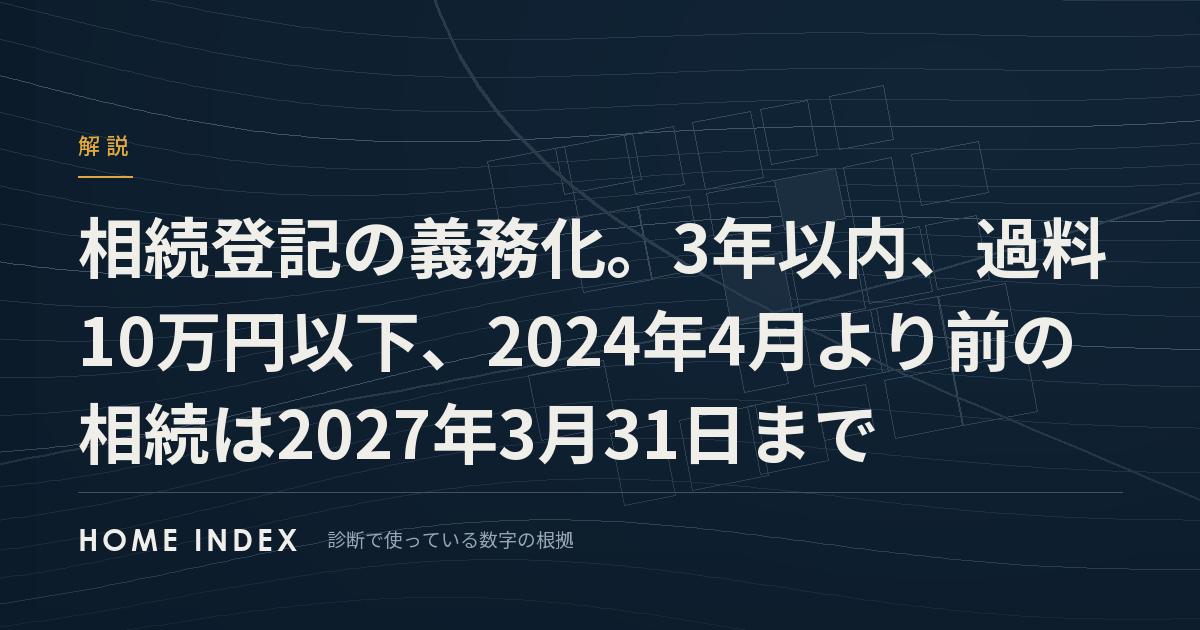 解説
相続登記の義務化。3年以内、過料
10万円以下、2024年4月より前の
相続は2027年3月31日まで
HOME INDEX 診断で使っている数字の根拠